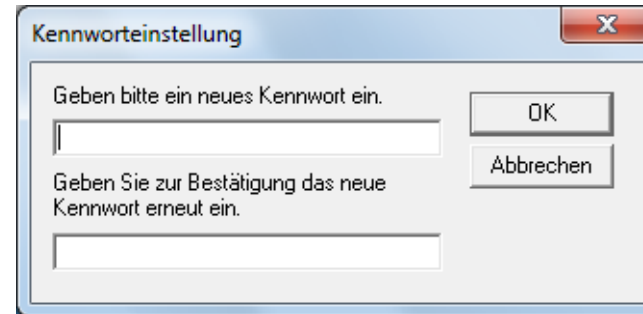 Kennworteinstellung
Geben bitte ein neues Kennwort ein.
OK
Abbrechen
Geben Sie zur Bestätigung das neue
Kennwort erneut ein.